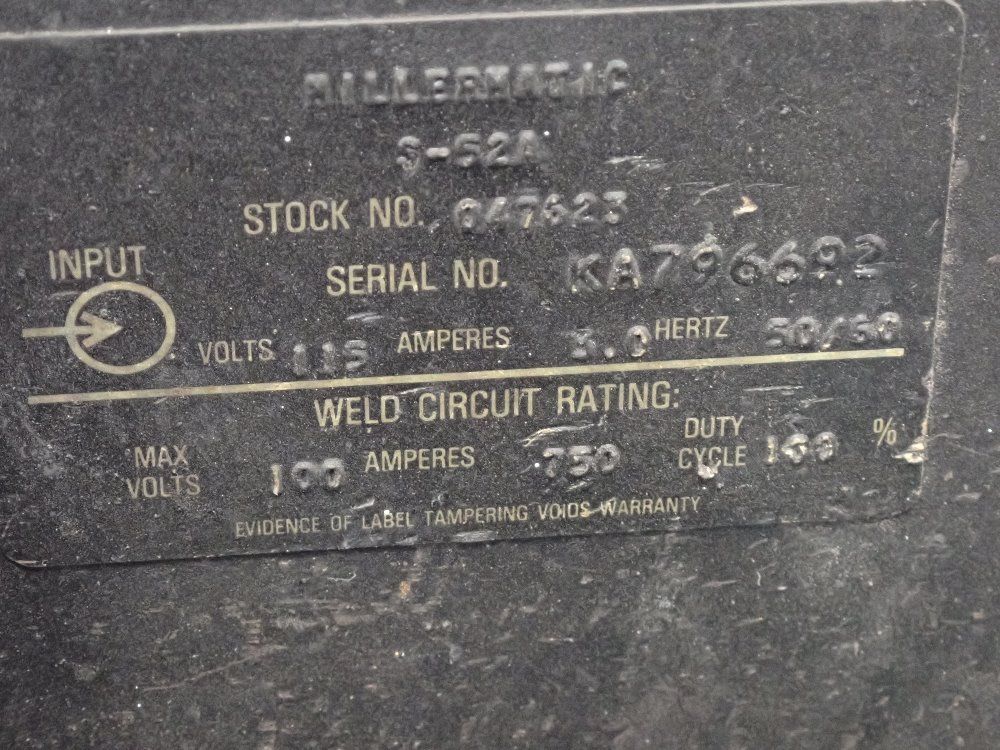 MILLERMATIC
S-52A
STOCK NO. 047623
INPUT
SERIAL NO. KA796692
VOLTS 115 AMPERES 3.0 HERTZ 50/60
WELD CIRCUIT RATING:
MAX VOLTS 100 AMPERES 750 DUTY CYCLE 100 %
EVIDENCE OF LABEL TAMPERING VOIDS WARRANTY